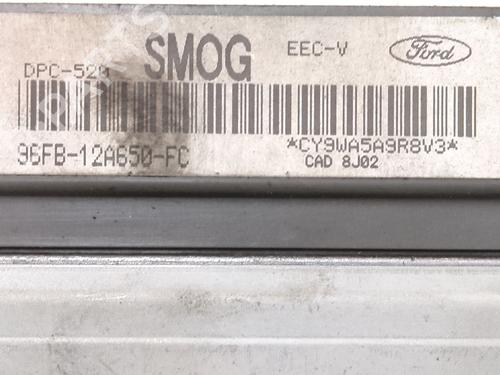 DPC-520 SMOG EEC-V Ford
96FB-12A650-FC *CY9WA5A9R8V3*
CAD 8J02